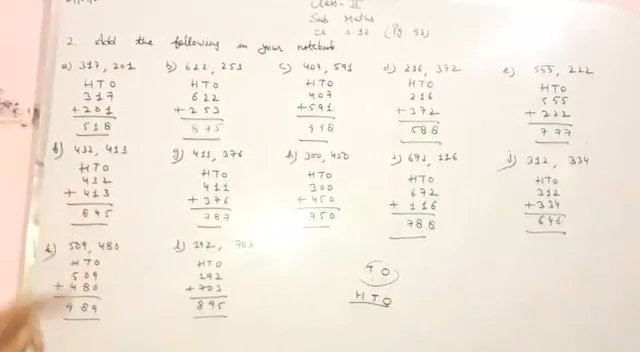 Class - II
Sub Maths
Ex 3.12 (Pg. 53)
2. Add the following in your notebook.
a) 317, 201 b) 622, 253 c) 407, 591 d) 216, 372 e) 555, 222
HTO HTO HTO HTO HTO
317 622 407 216 555
+201 +253 +591 +372 +222
518 875 998 588 777
f) 432, 413 g) 411, 376 h) 300, 450 i) 672, 116 j) 312, 334
HTO HTO HTO HTO HTO
432 411 300 672 312
+413 +376 +450 +116 +334
845 787 750 788 646
k) 509, 480 l) 192, 703
HTO HTO
509 192
+480 +703
989 895
TO
HTO